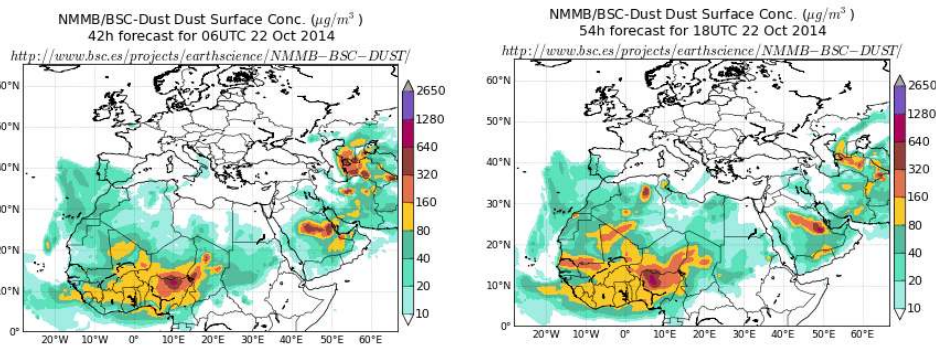 NMMB/BSC-Dust Dust Surface Conc. (μg/m³)
42h forecast for 06UTC 22 Oct 2014
http://www.bsc.es/projects/earthscience/NMMB−BSC−DUST/
60°N
50°N
40°N
30°N
20°N
10°N
0°
20°W 10°W 0° 10°E 20°E 30°E 40°E 50°E 60°E
2650
1280
640
320
160
80
40
20
10
NMMB/BSC-Dust Dust Surface Conc. (μg/m³)
54h forecast for 18UTC 22 Oct 2014
http://www.bsc.es/projects/earthscience/NMMB−BSC−DUST/
60°N
50°N
40°N
30°N
20°N
10°N
0°
20°W 10°W 0° 10°E 20°E 30°E 40°E 50°E 60°E
2650
1280
640
320
160
80
40
20
10